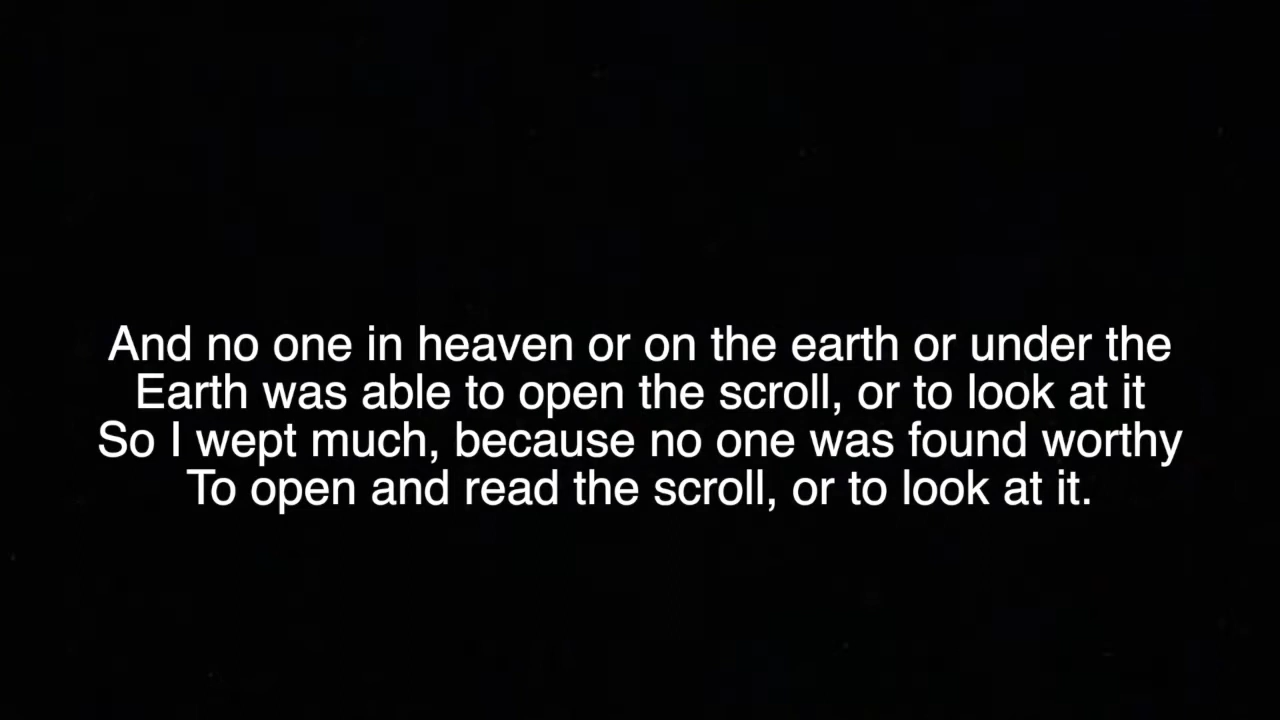 And no one in heaven or on the earth or under the
Earth was able to open the scroll, or to look at it
So I wept much, because no one was found worthy
To open and read the scroll, or to look at it.